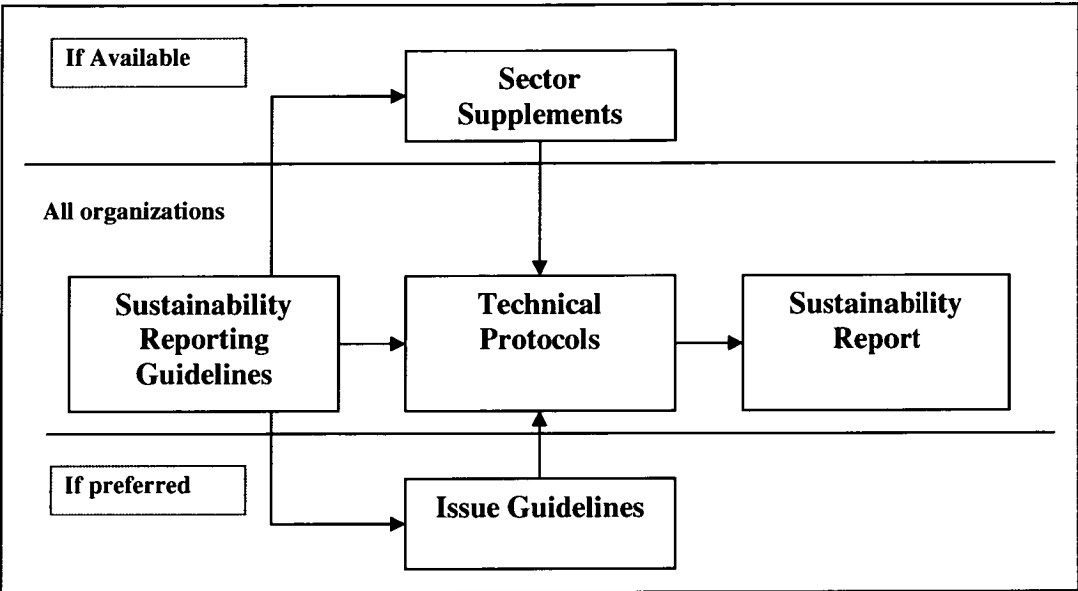 If Available
Sector
Supplements
All organizations
Sustainability
Reporting
Guidelines
Technical
Protocols
Sustainability
Report
If preferred
Issue Guidelines